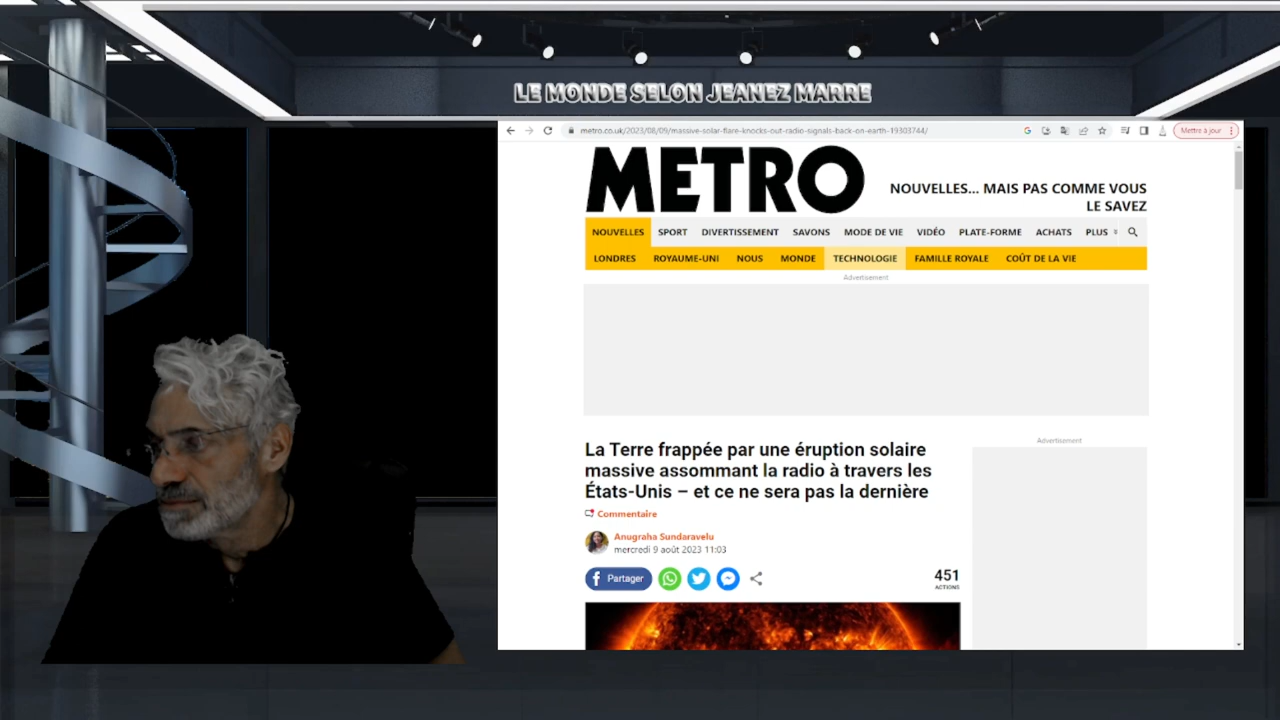 LE MONDE SELON JEANEZ MARRE
metro.co.uk/2023/08/09/massive-solar-flare-knocks-out-radio-signals-back-on-earth-19303744/
Mettre à jour
METRO
NOUVELLES... MAIS PAS COMME VOUS
LE SAVEZ
NOUVELLES SPORT DIVERTISSEMENT SAVONS MODE DE VIE VIDÉO PLATE-FORME ACHATS PLUS
LONDRES ROYAUME-UNI NOUS MONDE TECHNOLOGIE FAMILLE ROYALE COÛT DE LA VIE
Advertisement
La Terre frappée par une éruption solaire
massive assommant la radio à travers les
États-Unis – et ce ne sera pas la dernière
Commentaire
Anugraha Sundaravelu
mercredi 9 août 2023 11:03
Partager
451
ACTIONS
Advertisement